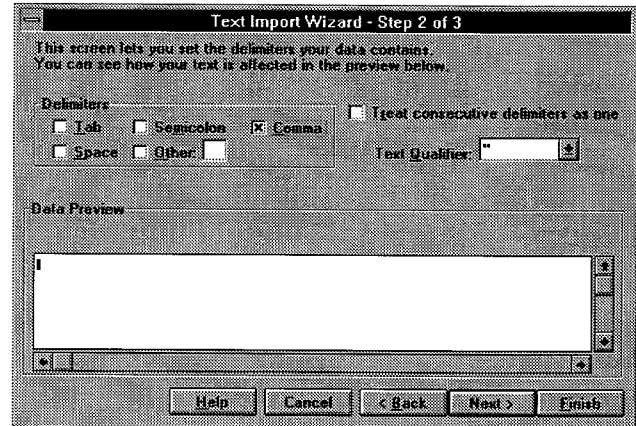 Text Import Wizard - Step 2 of 3
This screen lets you set the delimiters your data contains.
You can see how your text is affected in the preview below.
Delimiters
Tab Semicolon Comma
Space Other:
Treat consecutive delimiters as one
Text Qualifier: "
Data Preview
Help Cancel < Back Next > Finish